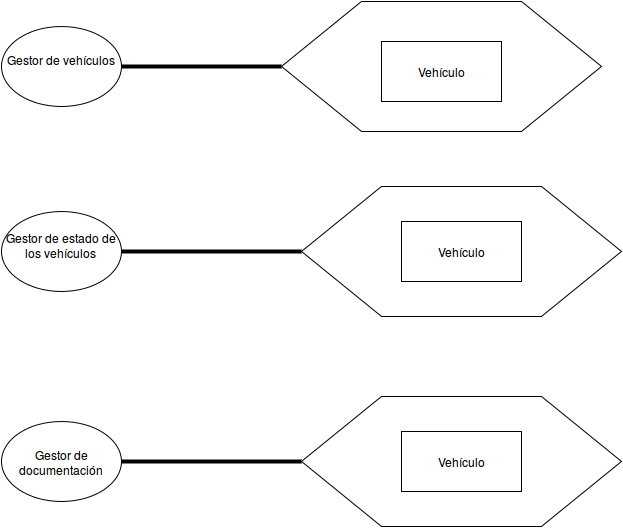 Gestor de vehículos
Vehículo
Gestor de estado de
los vehículos
Vehículo
Gestor de
documentación
Vehículo